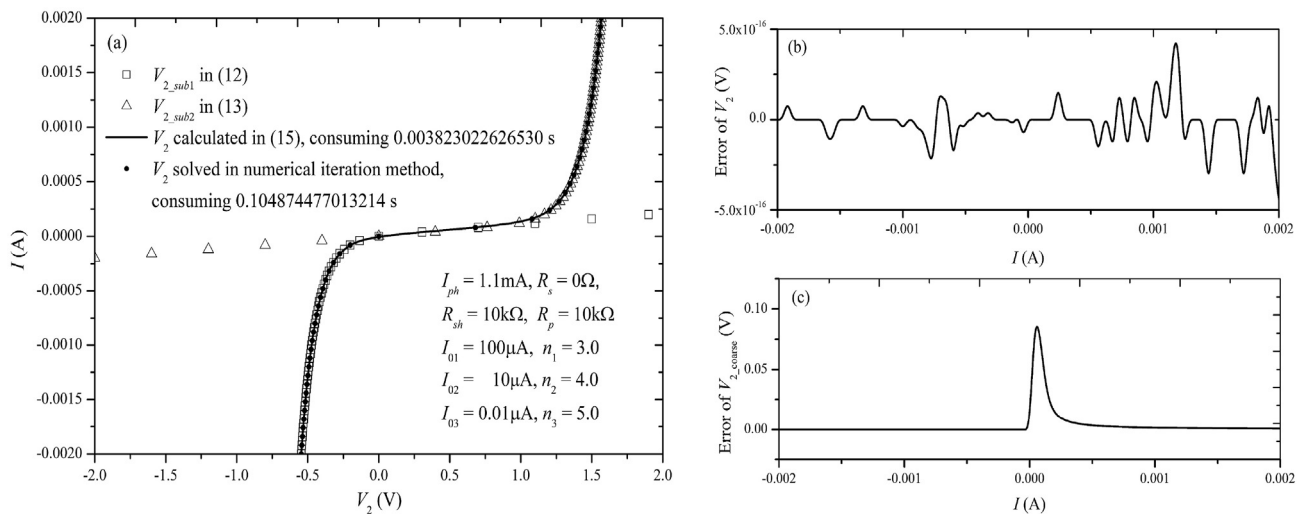 (a)
V2_sub1 in (12)
V2_sub2 in (13)
V2 calculated in (15), consuming 0.003823022626530 s
V2 solved in numerical iteration method,
consuming 0.104874477013214 s
Iph = 1.1mA, Rs = 0Ω,
Rsh = 10kΩ, Rp = 10kΩ
I01 = 100μA, n1 = 3.0
I02 = 10μA, n2 = 4.0
I03 = 0.01μA, n3 = 5.0
0.0020
0.0015
0.0010
0.0005
0.0000
-0.0005
-0.0010
-0.0015
-0.0020
I (A)
-2.0 -1.5 -1.0 -0.5 0.0 0.5 1.0 1.5 2.0
V2 (V)
(b)
5.0x10-16
0.0
-5.0x10-16
Error of V2 (V)
-0.002 -0.001 0.000 0.001 0.002
I (A)
(c)
0.10
0.05
0.00
Error of V2_coarse (V)
-0.002 -0.001 0.000 0.001 0.002
I (A)